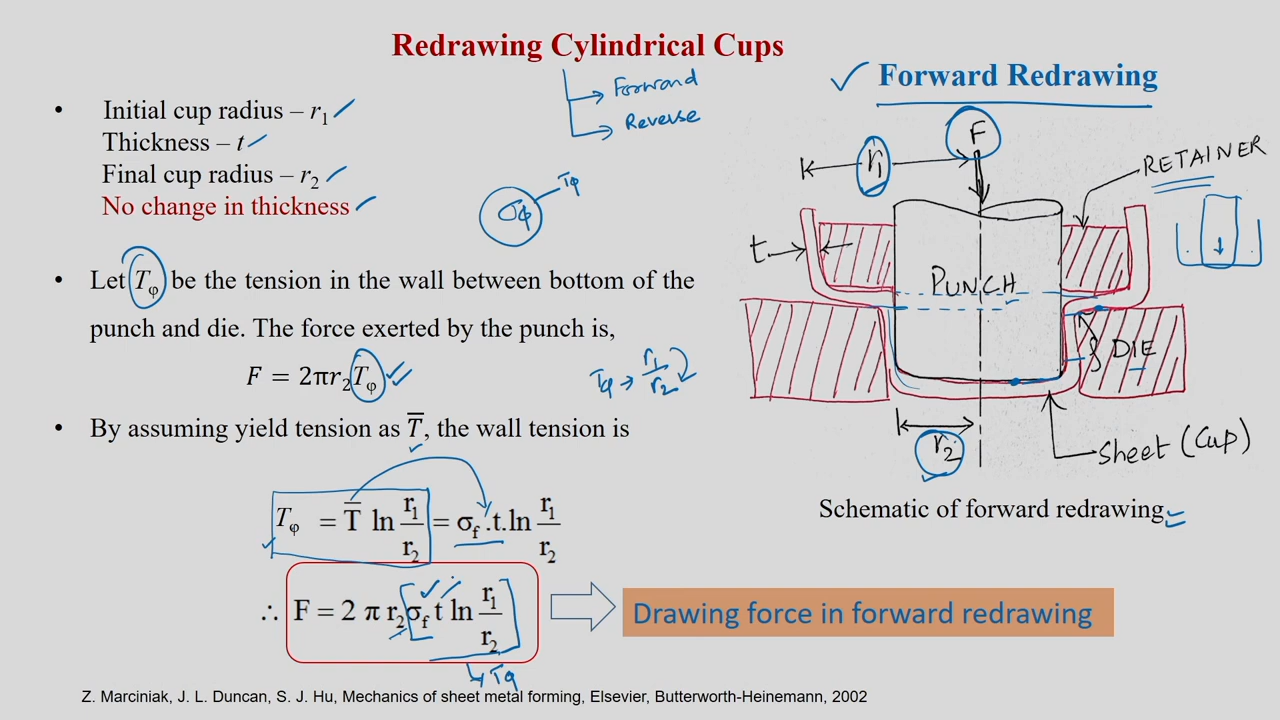 Redrawing Cylindrical Cups
Forward
Reverse
✓ Forward Redrawing
• Initial cup radius – r₁
Thickness – t
Final cup radius – r₂
No change in thickness
σφ Tφ
• Let Tφ be the tension in the wall between bottom of the
punch and die. The force exerted by the punch is,
F = 2πr₂Tφ
Tφ → r₁/r₂
• By assuming yield tension as T̅, the wall tension is
Tφ = T̅ ln r₁/r₂ = σf .t.ln r₁/r₂
∴ F = 2 π r₂σf t ln r₁/r₂
Tφ
Drawing force in forward redrawing
F
r₁
RETAINER
t
PUNCH
DIE
r₂
Sheet (Cup)
Schematic of forward redrawing
Z. Marciniak, J. L. Duncan, S. J. Hu, Mechanics of sheet metal forming, Elsevier, Butterworth-Heinemann, 2002